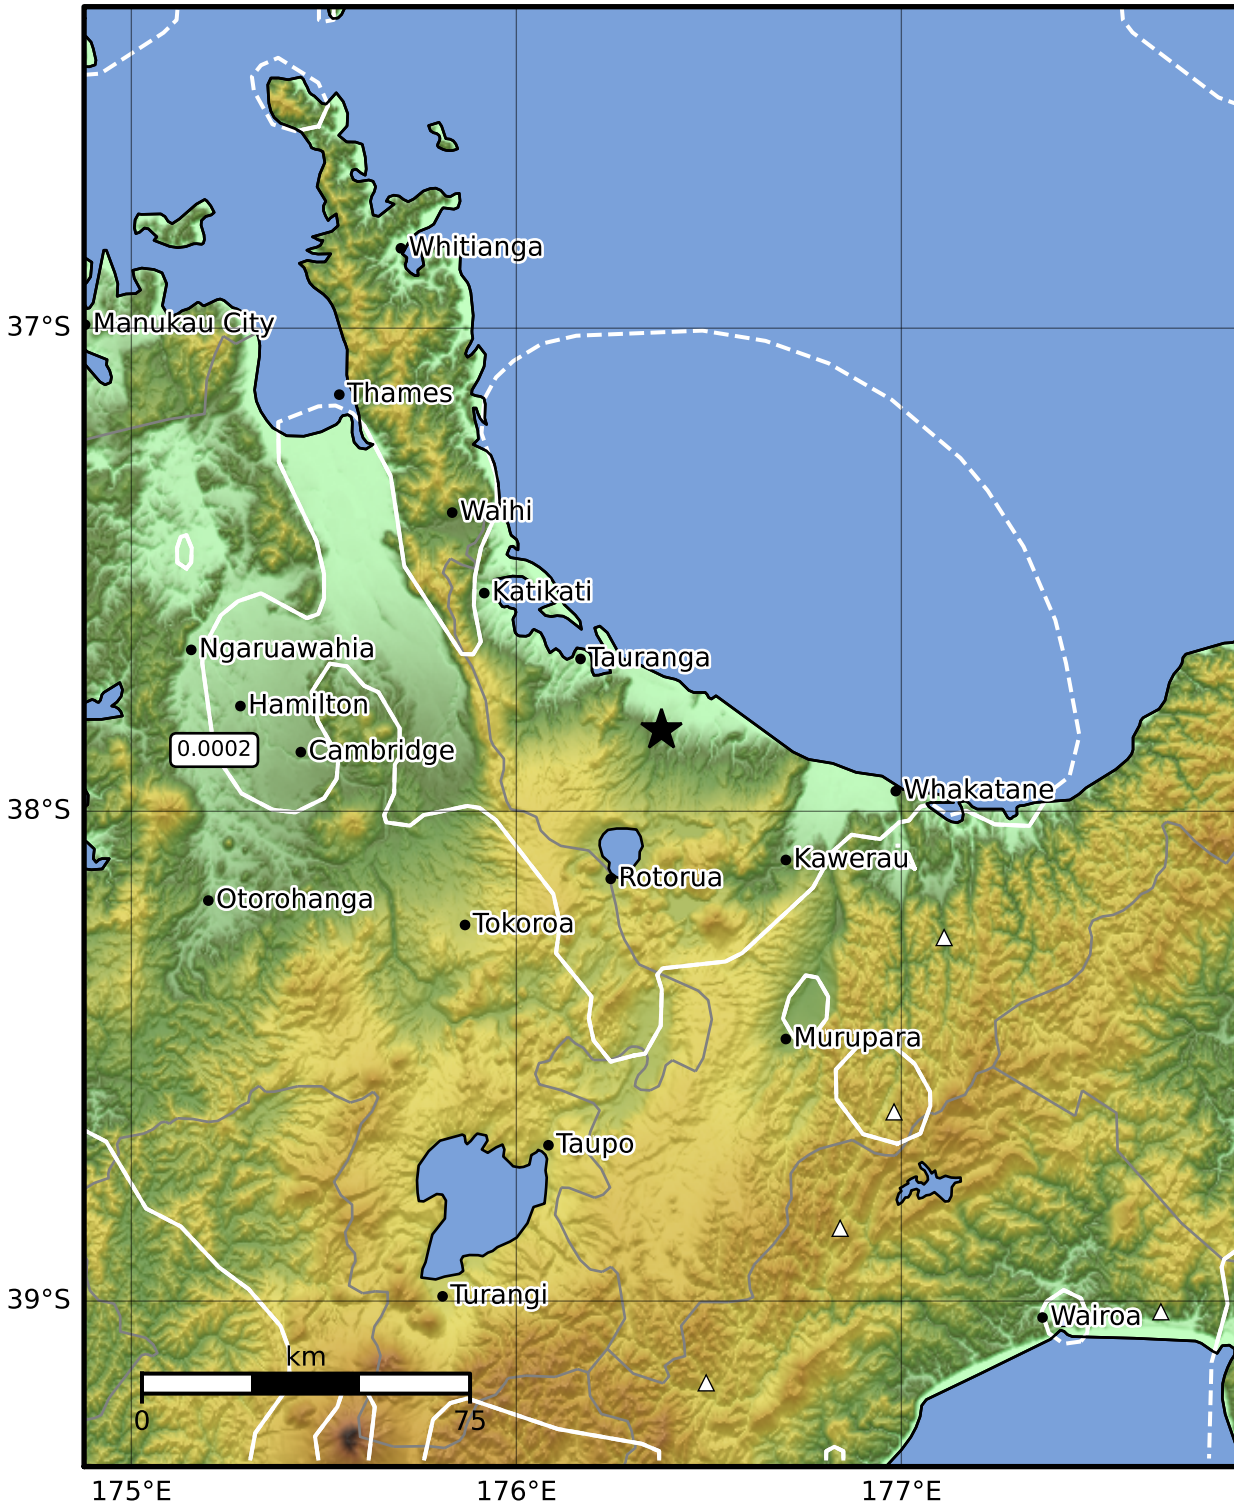 Whitianga
37°S
Manukau City
Thames
Waihi
Katikati
Ngaruawahia
Tauranga
Hamilton
0.0002
Cambridge
Whakatane
38°S
Kawerau
Rotorua
Otorohanga
Tokoroa
Murupara
Taupo
Turangi
39°S
Wairoa
km
0
75
175°E
176°E
177°E